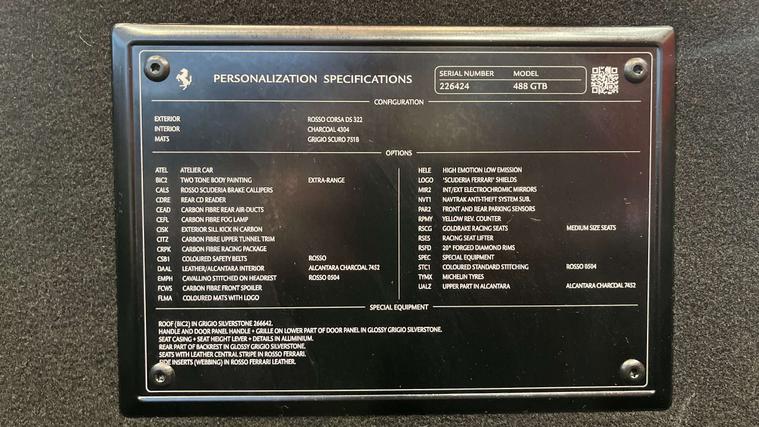 PERSONALIZATION SPECIFICATIONS
SERIAL NUMBER MODEL
226424 488 GTB
CONFIGURATION
EXTERIOR ROSSO CORSA DS 322
INTERIOR CHARCOAL 4304
MATS GRIGIO SCURO 751B
OPTIONS
ATEL ATELIER CAR
BIC2 TWO TONE BODY PAINTING EXTRA-RANGE
CALS ROSSO SCUDERIA BRAKE CALLIPERS
CDRE REAR CD READER
CEAD CARBON FIBRE REAR AIR-DUCTS
CEFL CARBON FIBRE FOG LAMP
CISK EXTERIOR SILL KICK IN CARBON
CITZ CARBON FIBRE UPPER TUNNEL TRIM
CRPK CARBON FIBRE RACING PACKAGE
CSB1 COLOURED SAFETY BELTS ROSSO
DAAL LEATHER/ALCANTARA INTERIOR ALCANTARA CHARCOAL 7452
EMPH CAVALLINO STITCHED ON HEADREST ROSSO 0504
FCWS CARBON FIBRE FRONT SPOILER
FLMA COLOURED MATS WITH LOGO
HELE HIGH EMOTION LOW EMISSION
LOGO 'SCUDERIA FERRARI' SHIELDS
MIR2 INT/EXT ELECTROCHROMIC MIRRORS
NVT1 NAVTRAK ANTI-THEFT SYSTEM SUB.
PAR2 FRONT AND REAR PARKING SENSORS
RPMY YELLOW REV. COUNTER
RSCG GOLDRAKE RACING SEATS MEDIUM SIZE SEATS
RSES RACING SEAT LIFTER
RSFD 20" FORGED DIAMOND RIMS
SPEC SPECIAL EQUIPMENT
STC1 COLOURED STANDARD STITCHING ROSSO 0504
TYMX MICHELIN TYRES
UALZ UPPER PART IN ALCANTARA ALCANTARA CHARCOAL 7452
SPECIAL EQUIPMENT
ROOF (BIC2) IN GRIGIO SILVERSTONE 266642.
HANDLE AND DOOR PANEL HANDLE + GRILLE ON LOWER PART OF DOOR PANEL IN GLOSSY GRIGIO SILVERSTONE.
SEAT CASING + SEAT HEIGHT LEVER + DETAILS IN ALLUMINIUM.
REAR PART OF BACKREST IN GLOSSY GRIGIO SILVERSTONE.
SEATS WITH LEATHER CENTRAL STRIPE IN ROSSO FERRARI.
SIDE INSERTS (WEBBING) IN ROSSO FERRARI LEATHER.